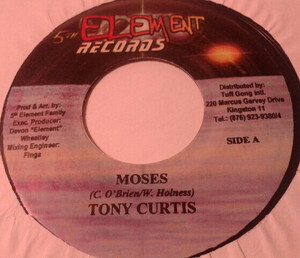 5TH ELEMENT
RECORDS
Prod & Arr. by:
5th Element Family
Exec. Producer:
Devon "Element"
Wheatley
Mixing Engineer:
Flogs
Distributed by:
Tuff Gong Intl.
220 Marcus Garvey Drive
Kingston 11
Tel.: (876) 923-9380/4
SIDE A
MOSES
(C. O'Brien/W. Holness)
TONY CURTIS